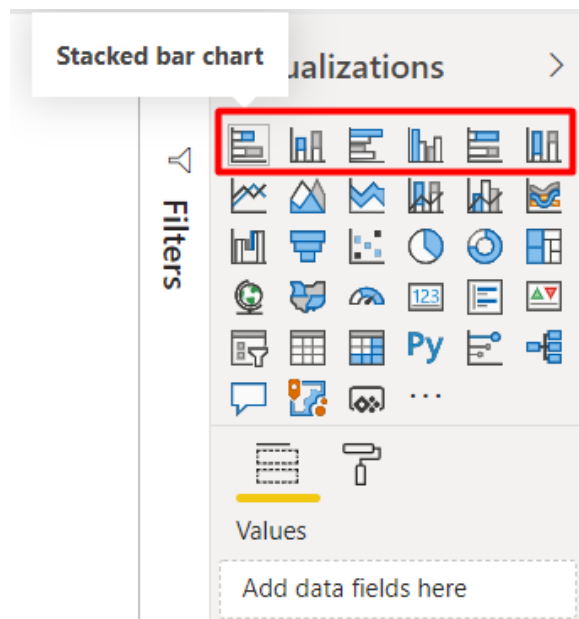 Stacked bar chart
ualizations
Filters
123
Py
...
Values
Add data fields here